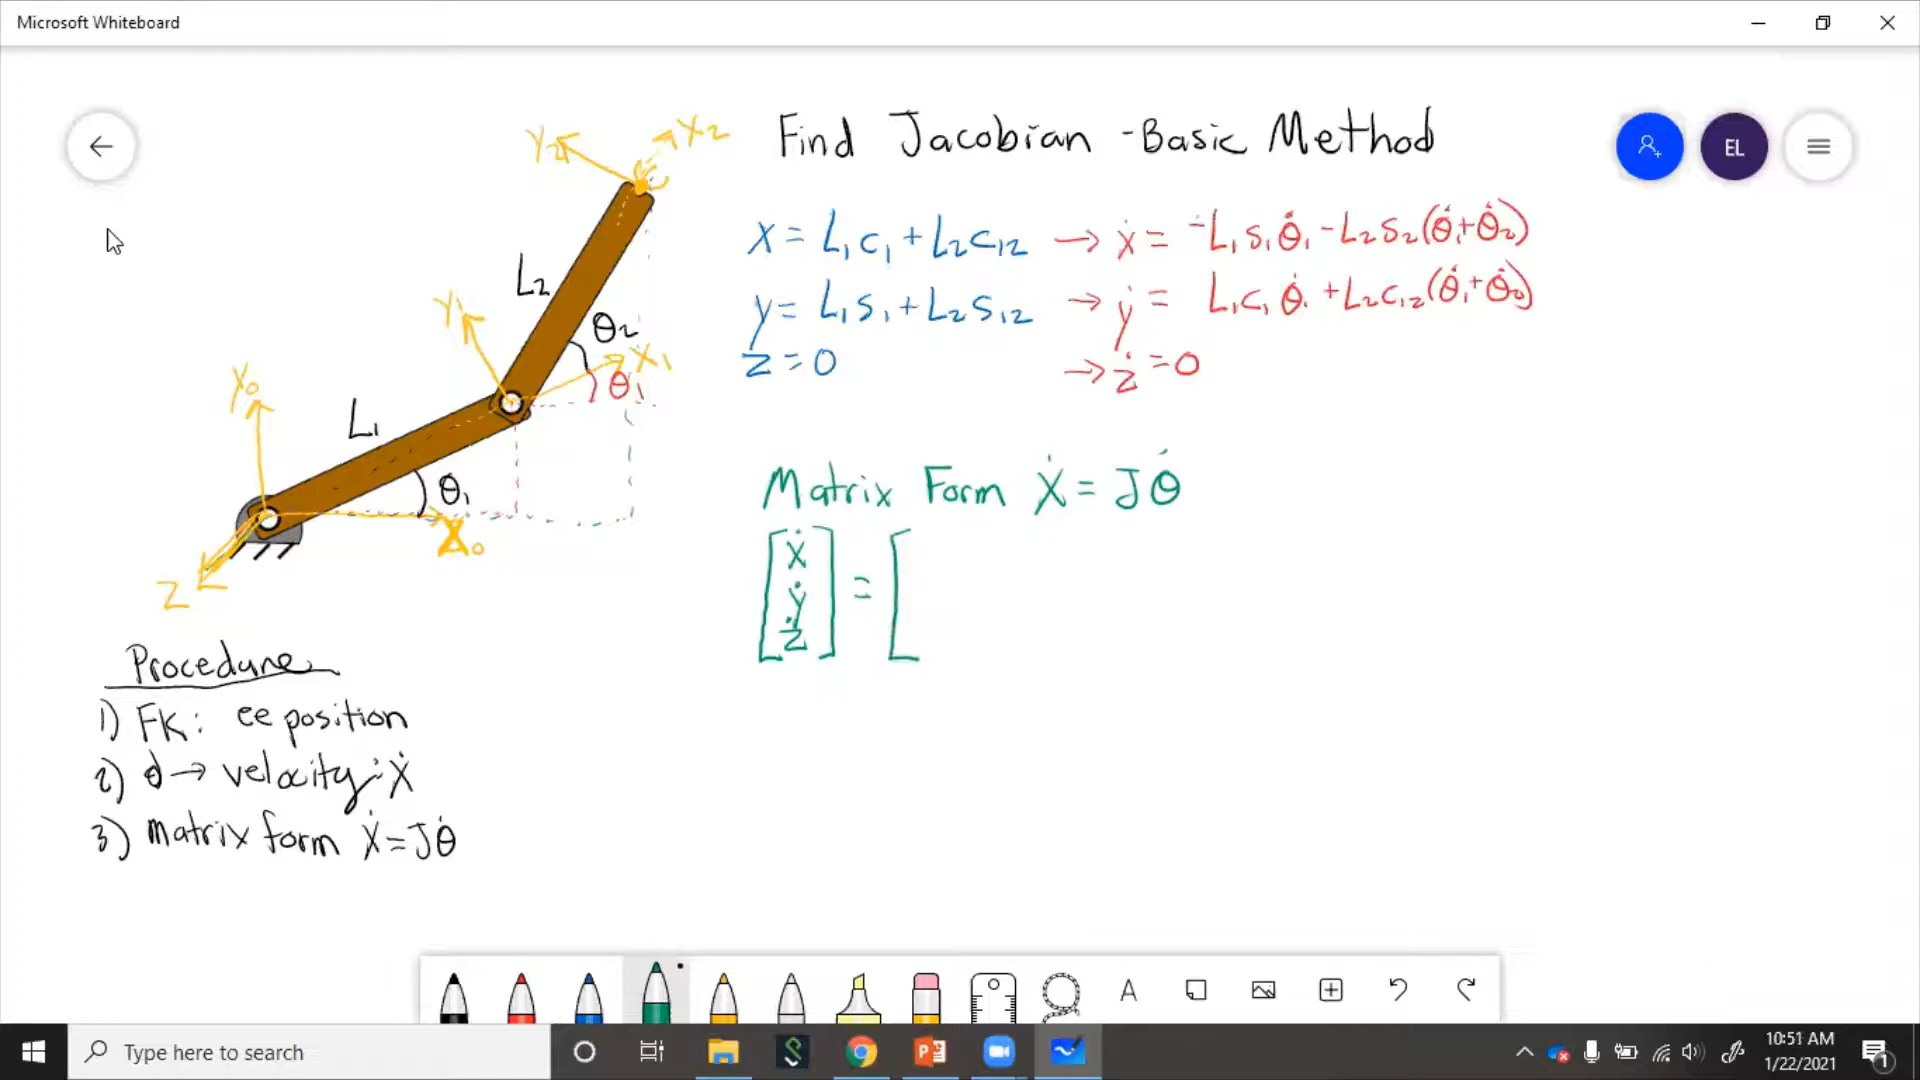 Microsoft Whiteboard
Find Jacobian - Basic Method
EL
Y₂
X₂
L₂
θ₂
Y₁
X₁
θ₁
Y₀
L₁
θ₁
X₀
Z
x = L₁c₁ + L₂c₁₂ → ẋ = -L₁s₁θ̇₁ - L₂s₂(θ̇₁+θ̇₂)
y = L₁s₁ + L₂s₁₂ → ẏ = L₁c₁θ̇₁ + L₂c₁₂(θ̇₁+θ̇₂)
z = 0 → ż = 0
Matrix Form Ẋ = Jθ̇
[ẋ
ẏ
ż] = [
Procedure
1) FK: ee position
2) d → velocity: Ẋ
3) matrix form Ẋ = Jθ̇
A
Type here to search
10:51 AM
1/22/2021
1